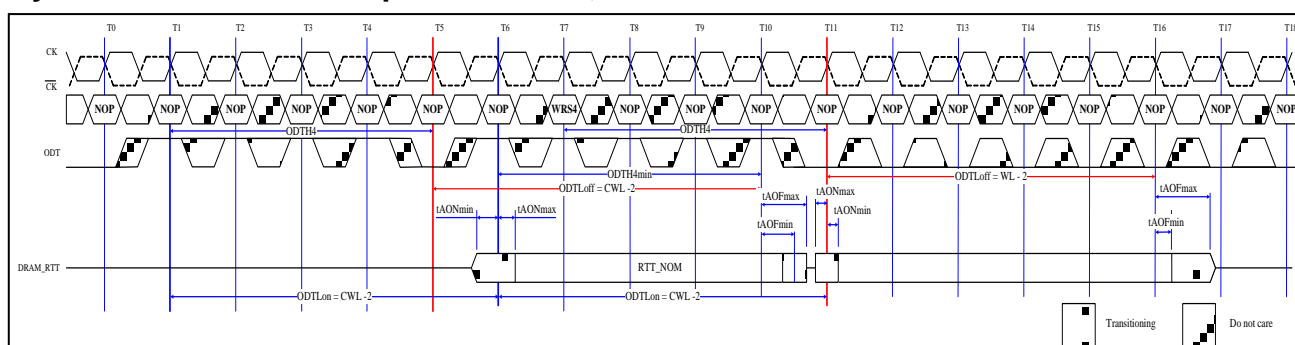 T0 T1 T2 T3 T4 T5 T6 T7 T8 T9 T10 T11 T12 T13 T14 T15 T16 T17 T18
CK
CK
NOP NOP NOP NOP NOP NOP NOP WRS4 NOP NOP NOP NOP NOP NOP NOP NOP NOP NOP NOP
ODTH4 ODTH4
ODT
ODTH4min
ODTLoff = CWL -2 ODTLoff = WL - 2
tAONmin tAONmax tAOFmax tAONmax tAOFmax
tAOFmin tAONmin tAOFmin
DRAM_RTT RTT_NOM
ODTLon = CWL -2 ODTLon = CWL -2
Transitioning Do not care